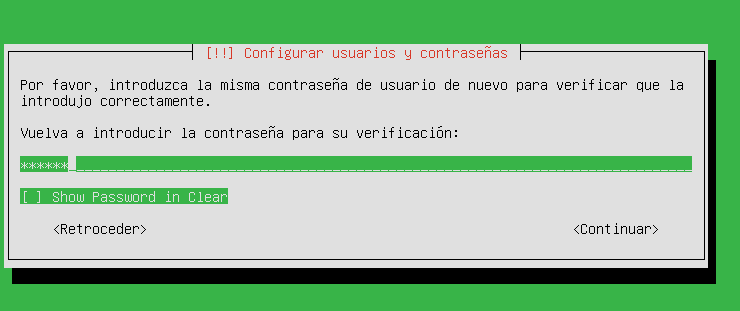 [!!] Configurar usuarios y contraseñas
Por favor, introduzca la misma contraseña de usuario de nuevo para verificar que la
introdujo correctamente.
Vuelva a introducir la contraseña para su verificación:
******
[ ] Show Password in Clear
<Retroceder> <Continuar>